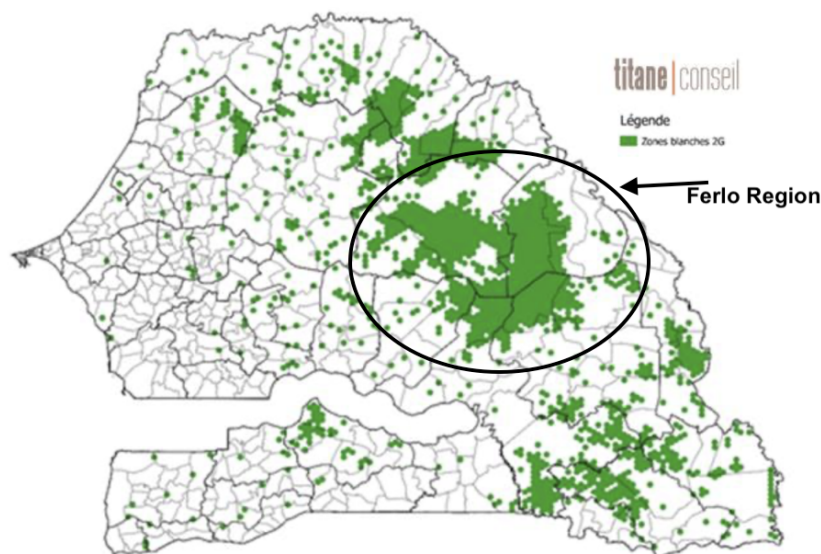 titane|conseil
Légende
Zones blanches 2G
Ferlo Region